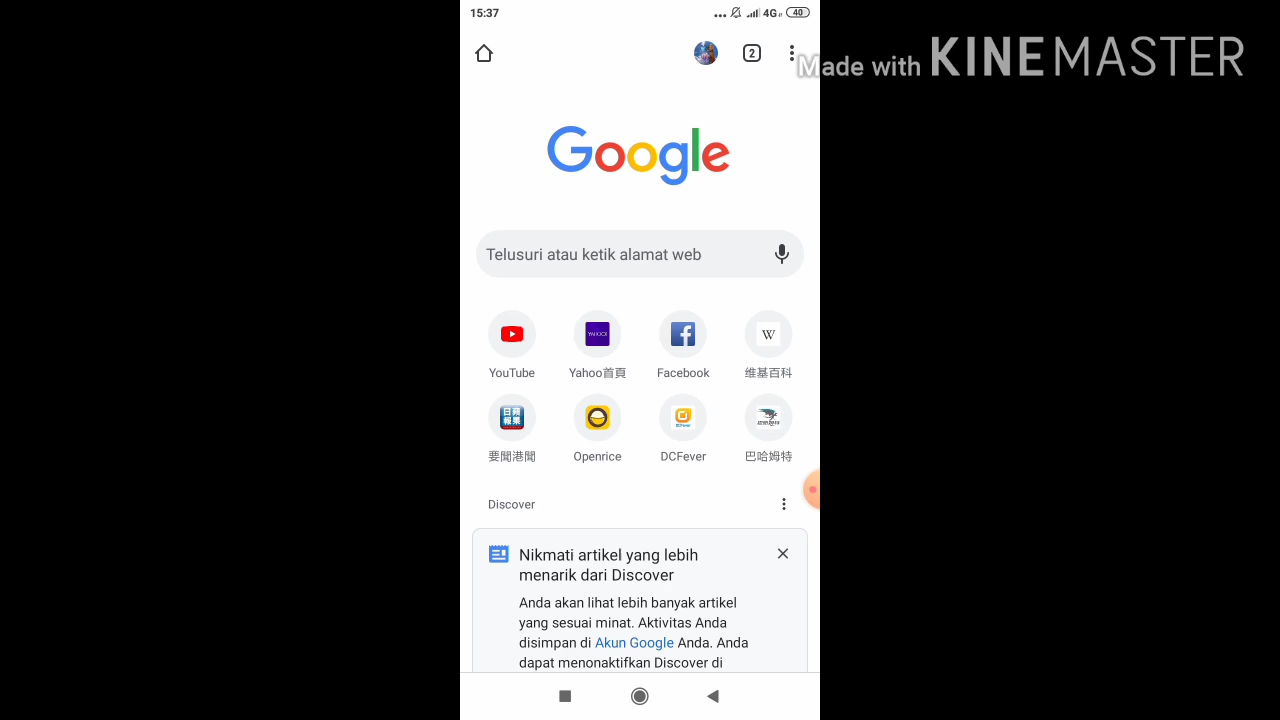 15:37
4G
40
2
Made with KINEMASTER
Google
Telusuri atau ketik alamat web
YouTube
Yahoo首頁
Facebook
维基百科
要聞港聞
Openrice
DCFever
巴哈姆特
Discover
Nikmati artikel yang lebih
menarik dari Discover
Anda akan lihat lebih banyak artikel
yang sesuai minat. Aktivitas Anda
disimpan di Akun Google Anda. Anda
dapat menonaktifkan Discover di